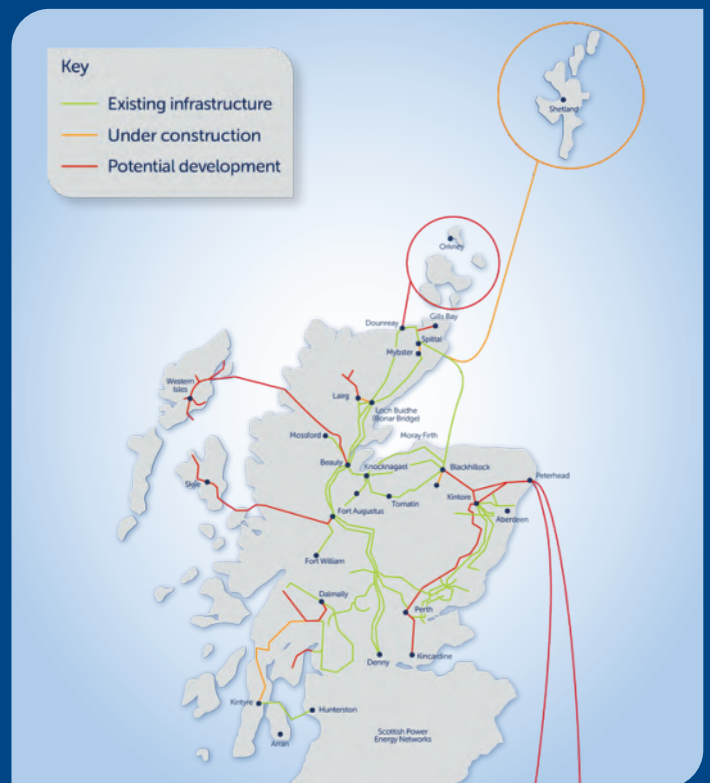 Key
Existing infrastructure
Under construction
Potential development
Shetland
Orkney
Gills Bay
Dounreay
Spittal
Mybster
Western
Isles
Lairg
Loch Buidhe
(Bonar Bridge)
Mossford
Moray Firth
Beauly
Knocknagael
Blackhillock
Peterhead
Skye
Kintore
Tomatin
Fort Augustus
Aberdeen
Fort William
Dalmally
Perth
Denny
Kincardine
Kintyre
Hunterston
Arran
Scottish Power
Energy Networks